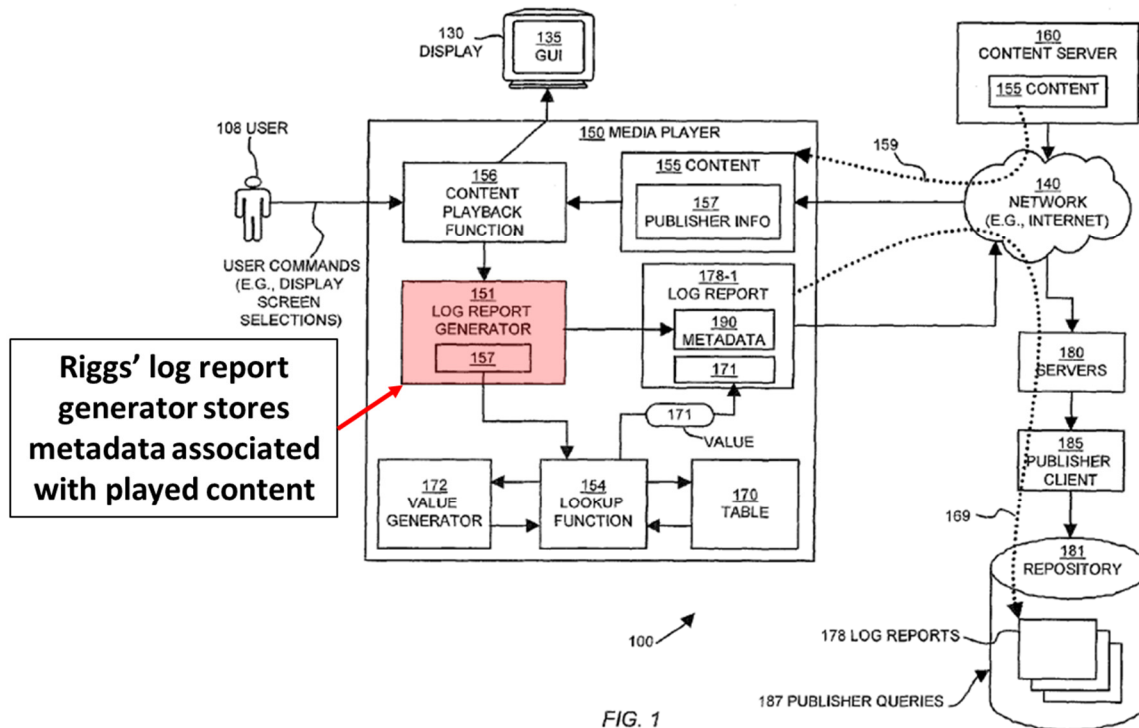 130
DISPLAY
135
GUI
160
CONTENT SERVER
155 CONTENT
108 USER
150 MEDIA PLAYER
159
156
CONTENT
PLAYBACK
FUNCTION
155 CONTENT
157
PUBLISHER INFO
140
NETWORK
(E.G., INTERNET)
USER COMMANDS
(E.G., DISPLAY
SCREEN
SELECTIONS)
151
LOG REPORT
GENERATOR
157
178-1
LOG REPORT
190
METADATA
171
180
SERVERS
Riggs’ log report
generator stores
metadata associated
with played content
171
VALUE
185
PUBLISHER
CLIENT
172
VALUE
GENERATOR
154
LOOKUP
FUNCTION
170
TABLE
169
181
REPOSITORY
100
178 LOG REPORTS
187 PUBLISHER QUERIES
FIG. 1